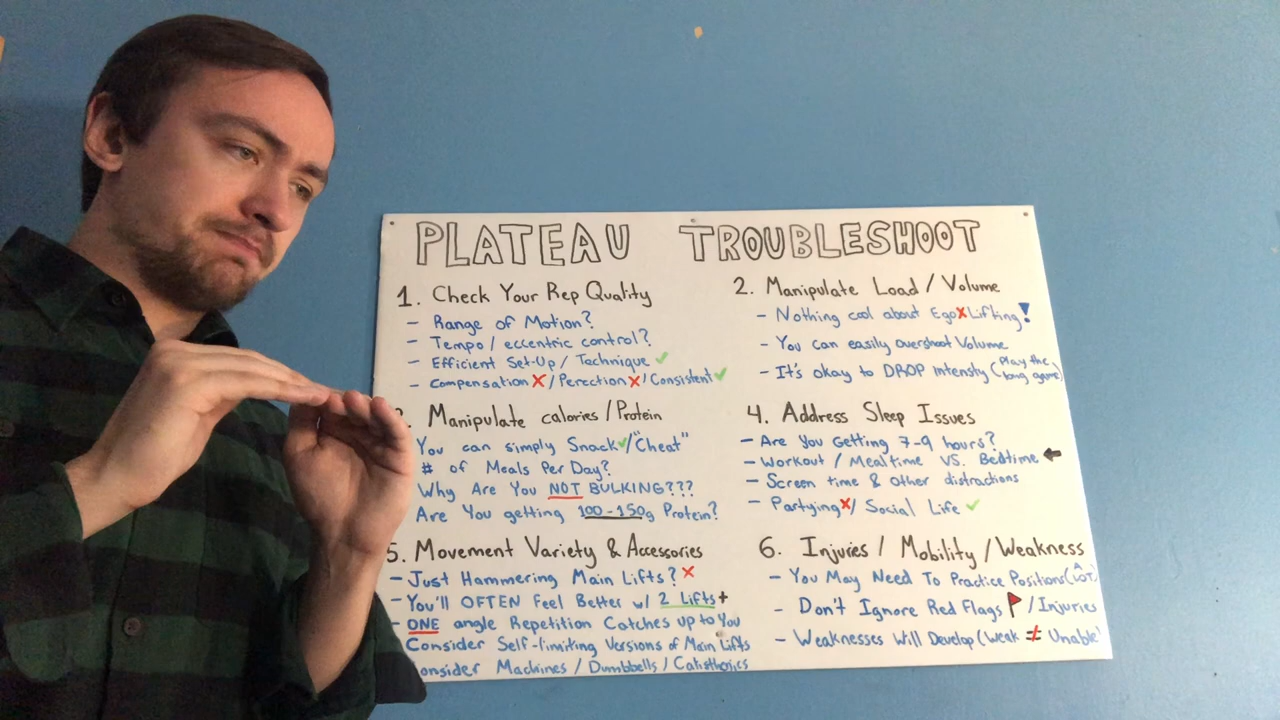 PLATEAU TROUBLESHOOT
1. Check Your Rep Quality
- Range of Motion?
- Tempo/eccentric control?
- Efficient Set-Up / Technique ✓
- Compensation X / Perection X / Consistent ✓
2. Manipulate Load / Volume
- Nothing cool about Ego X Lifting!
- You can easily overshoot Volume
- It's okay to DROP intensity (Play the long game)
Manipulate calories / Protein
You can simply Snack ✓ / "Cheat"
# of Meals Per Day?
Why Are You NOT BULKING???
Are You getting 100-150g Protein?
4. Address Sleep Issues
- Are You Getting 7-9 hours?
- Workout / Mealtime VS. Bedtime ←
- Screen time & other distractions
- Partying X / Social Life ✓
5. Movement Variety & Accessories
- Just Hammering Main Lifts? X
- You'll OFTEN Feel Better w/ 2 Lifts +
- ONE angle Repetition Catches up to You
Consider Self-limiting Versions of Main Lifts
onsider Machines / Dumbbells / Calisthenics
6. Injuries / Mobility / Weakness
- You May Need To Practice Positions
- Don't Ignore Red Flags / Injuries
- Weaknesses Will Develop (Weak ≠ Unable)